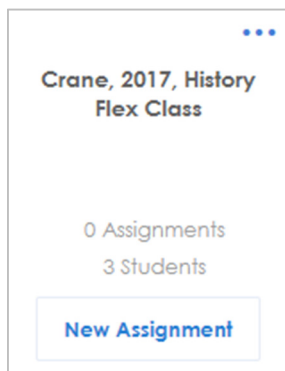 Crane, 2017, History
Flex Class
0 Assignments
3 Students
New Assignment